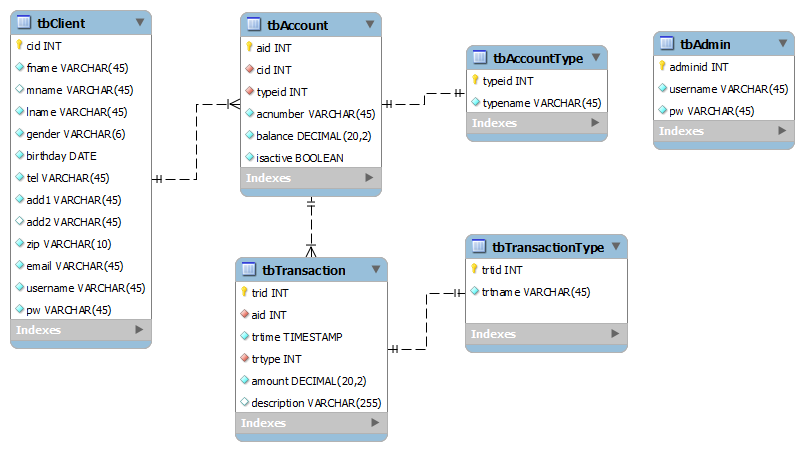 tbClient
cid INT
fname VARCHAR(45)
mname VARCHAR(45)
lname VARCHAR(45)
gender VARCHAR(6)
birthday DATE
tel VARCHAR(45)
add1 VARCHAR(45)
add2 VARCHAR(45)
zip VARCHAR(10)
email VARCHAR(45)
username VARCHAR(45)
pw VARCHAR(45)
Indexes
tbAccount
aid INT
cid INT
typeid INT
acnumber VARCHAR(45)
balance DECIMAL(20,2)
isactive BOOLEAN
Indexes
tbAccountType
typeid INT
typename VARCHAR(45)
Indexes
tbAdmin
adminid INT
username VARCHAR(45)
pw VARCHAR(45)
Indexes
tbTransaction
trid INT
aid INT
trtime TIMESTAMP
trtype INT
amount DECIMAL(20,2)
description VARCHAR(255)
Indexes
tbTransactionType
trtid INT
trtname VARCHAR(45)
Indexes